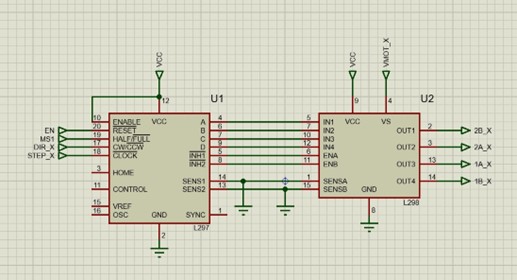 VCC
VCC
VMOT_X
U1
U2
12
9
4
EN
MS1
DIR_X
STEP_X
10
20
19
17
18
3
11
15
16
ENABLE
RESET
HALF/FULL
CW/CCW
CLOCK
HOME
CONTROL
VREF
OSC
VCC
GND
A
B
C
D
INH1
INH2
SENS1
SENS2
SYNC
4
6
7
9
5
8
14
13
1
2
L297
5
7
10
12
6
11
1
15
IN1
IN2
IN3
IN4
ENA
ENB
SENSA
SENSB
VCC
VS
GND
OUT1
OUT2
OUT3
OUT4
2
3
13
14
2B_X
2A_X
1A_X
1B_X
8
L298